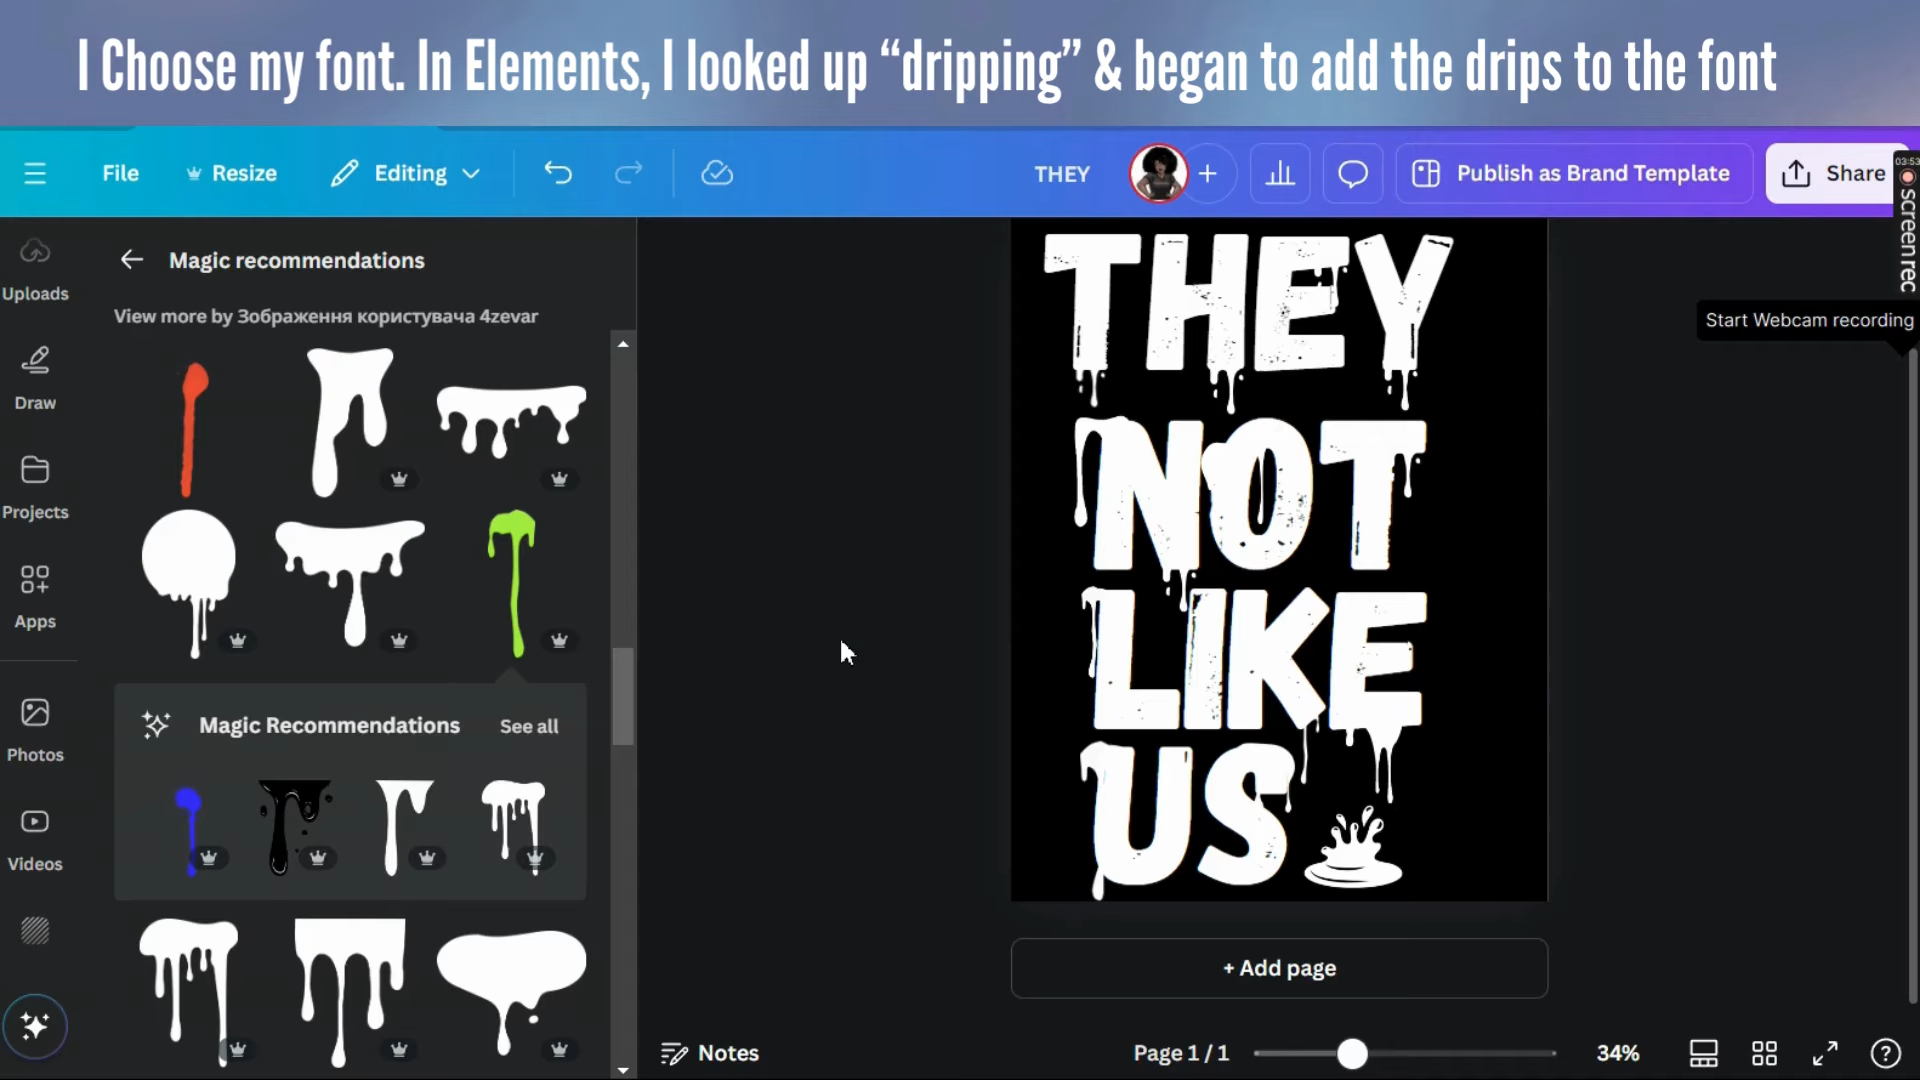 I Choose my font. In Elements, I looked up “dripping” & began to add the drips to the font
File
Resize
Editing
THEY
Publish as Brand Template
Share
03:53
screenrec
Start Webcam recording
Uploads
Draw
Projects
Apps
Photos
Videos
Magic recommendations
View more by Зображення користувача 4zevar
Magic Recommendations
See all
THEY
NOT
LIKE
US
+ Add page
Notes
Page 1 / 1
34%